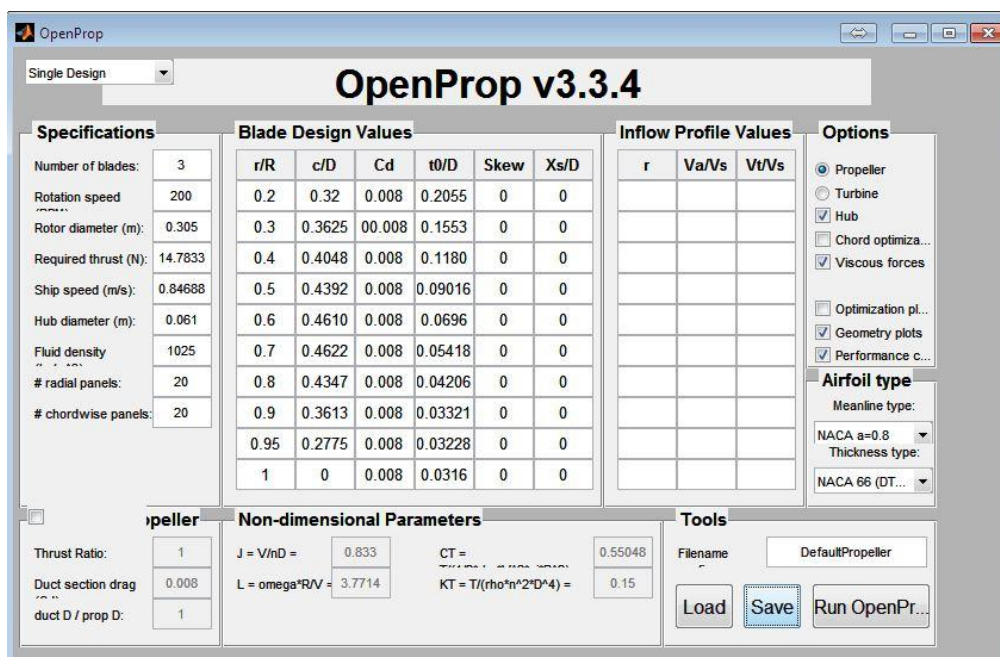 OpenProp
Single Design
OpenProp v3.3.4
Specifications
Number of blades: 3
Rotation speed 200
Rotor diameter (m): 0.305
Required thrust (N): 14.7833
Ship speed (m/s): 0.84688
Hub diameter (m): 0.061
Fluid density 1025
# radial panels: 20
# chordwise panels: 20
Blade Design Values
r/R c/D Cd t0/D Skew Xs/D
0.2 0.32 0.008 0.2055 0 0
0.3 0.3625 00.008 0.1553 0 0
0.4 0.4048 0.008 0.1180 0 0
0.5 0.4392 0.008 0.09016 0 0
0.6 0.4610 0.008 0.0696 0 0
0.7 0.4622 0.008 0.05418 0 0
0.8 0.4347 0.008 0.04206 0 0
0.9 0.3613 0.008 0.03321 0 0
0.95 0.2775 0.008 0.03228 0 0
1 0 0.008 0.0316 0 0
Inflow Profile Values
r Va/Vs Vt/Vs
Options
Propeller
Turbine
Hub
Chord optimiza...
Viscous forces
Optimization pl...
Geometry plots
Performance c...
Airfoil type
Meanline type:
NACA a=0.8
Thickness type:
NACA 66 (DT...
peller
Thrust Ratio: 1
Duct section drag 0.008
duct D / prop D: 1
Non-dimensional Parameters
J = V/nD = 0.833
L = omega*R/V = 3.7714
CT = 0.55048
KT = T/(rho*n^2*D^4) = 0.15
Tools
Filename DefaultPropeller
Load Save Run OpenPr...